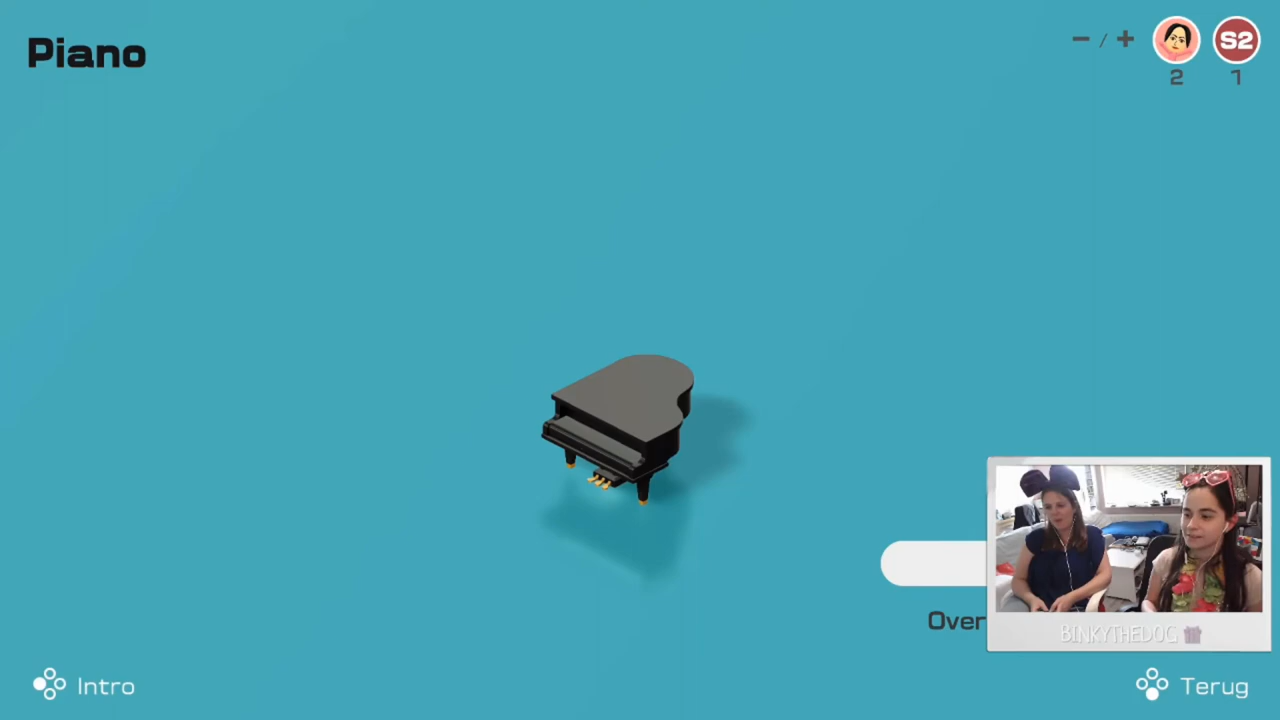 Piano
− / +
S2
2
1
Over
BINKYTHEDOG
Intro
Terug